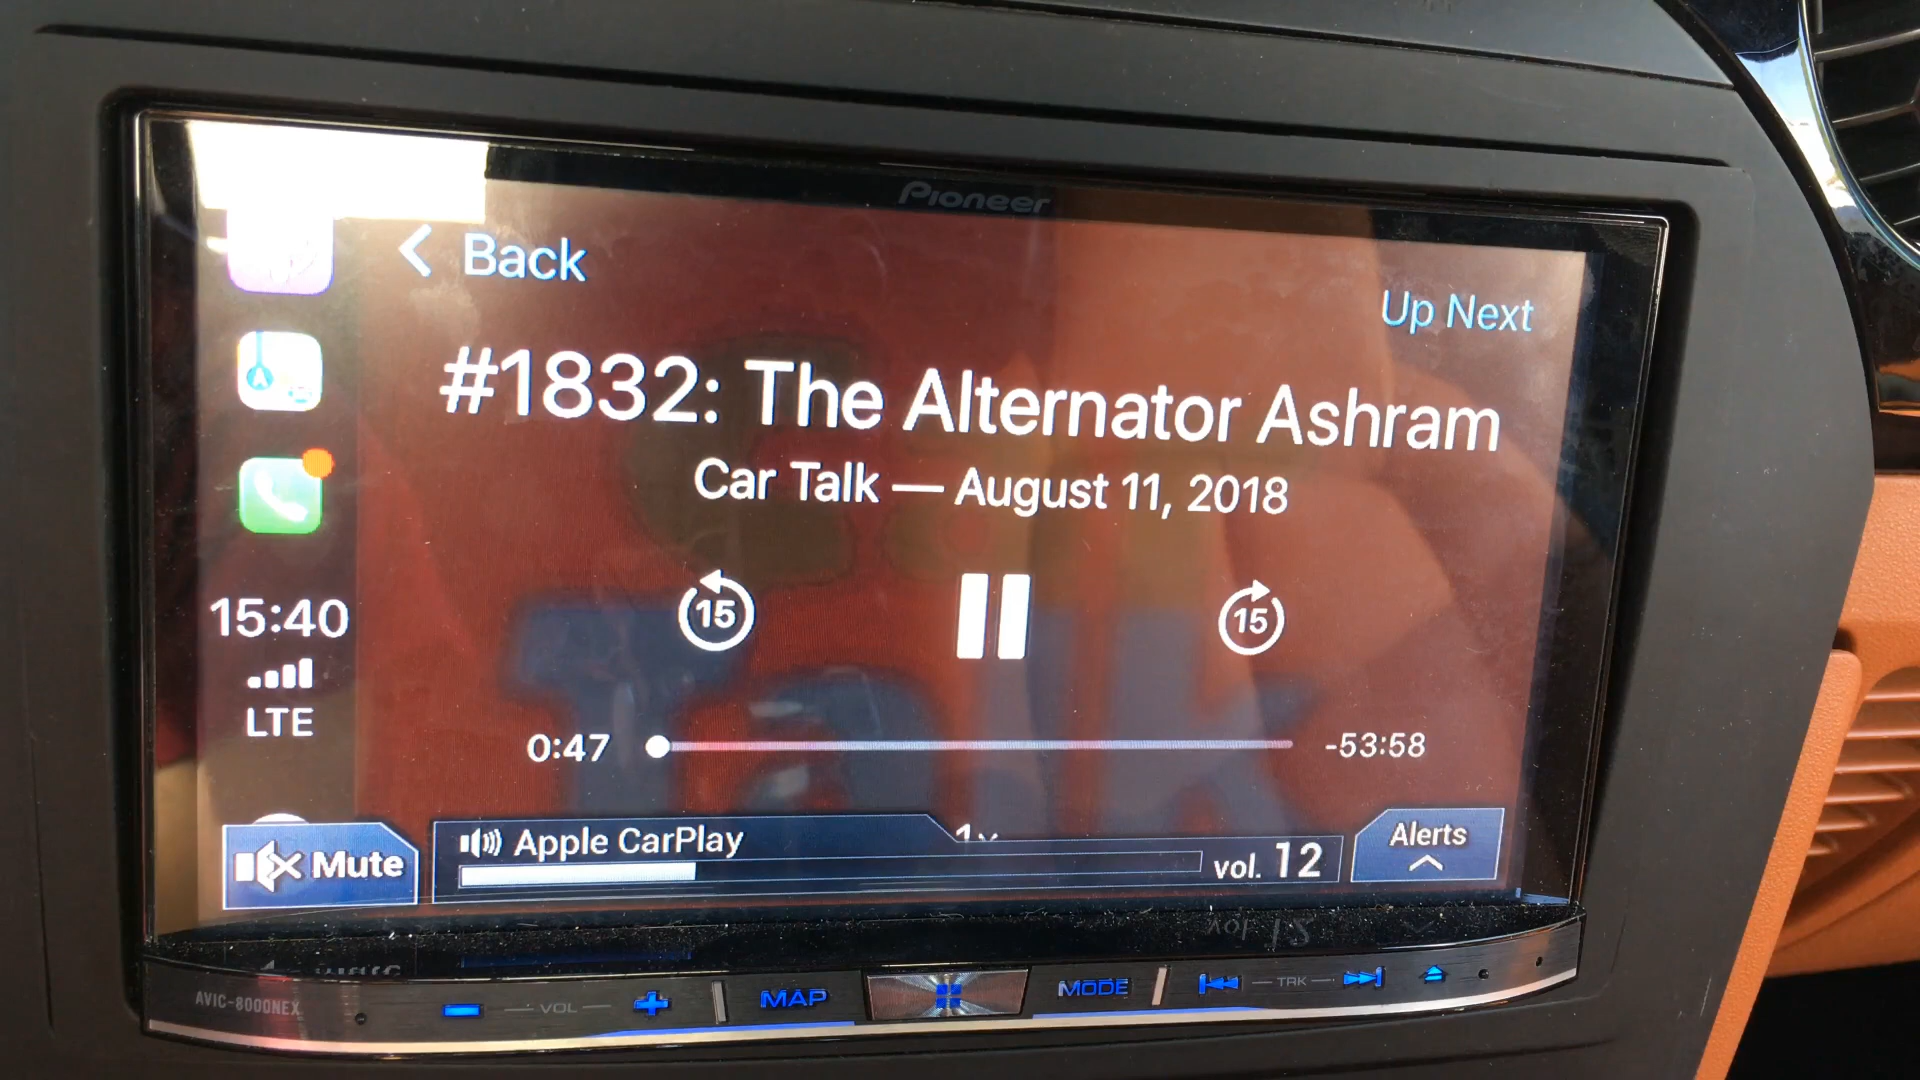 Pioneer
Back
Up Next
#1832: The Alternator Ashram
Car Talk — August 11, 2018
15
15
15:40
LTE
Talk
0:47
-53:58
1x
Mute
Apple CarPlay
vol. 12
Alerts
AVIC-8000NEX
VOL
MAP
MODE
TRK